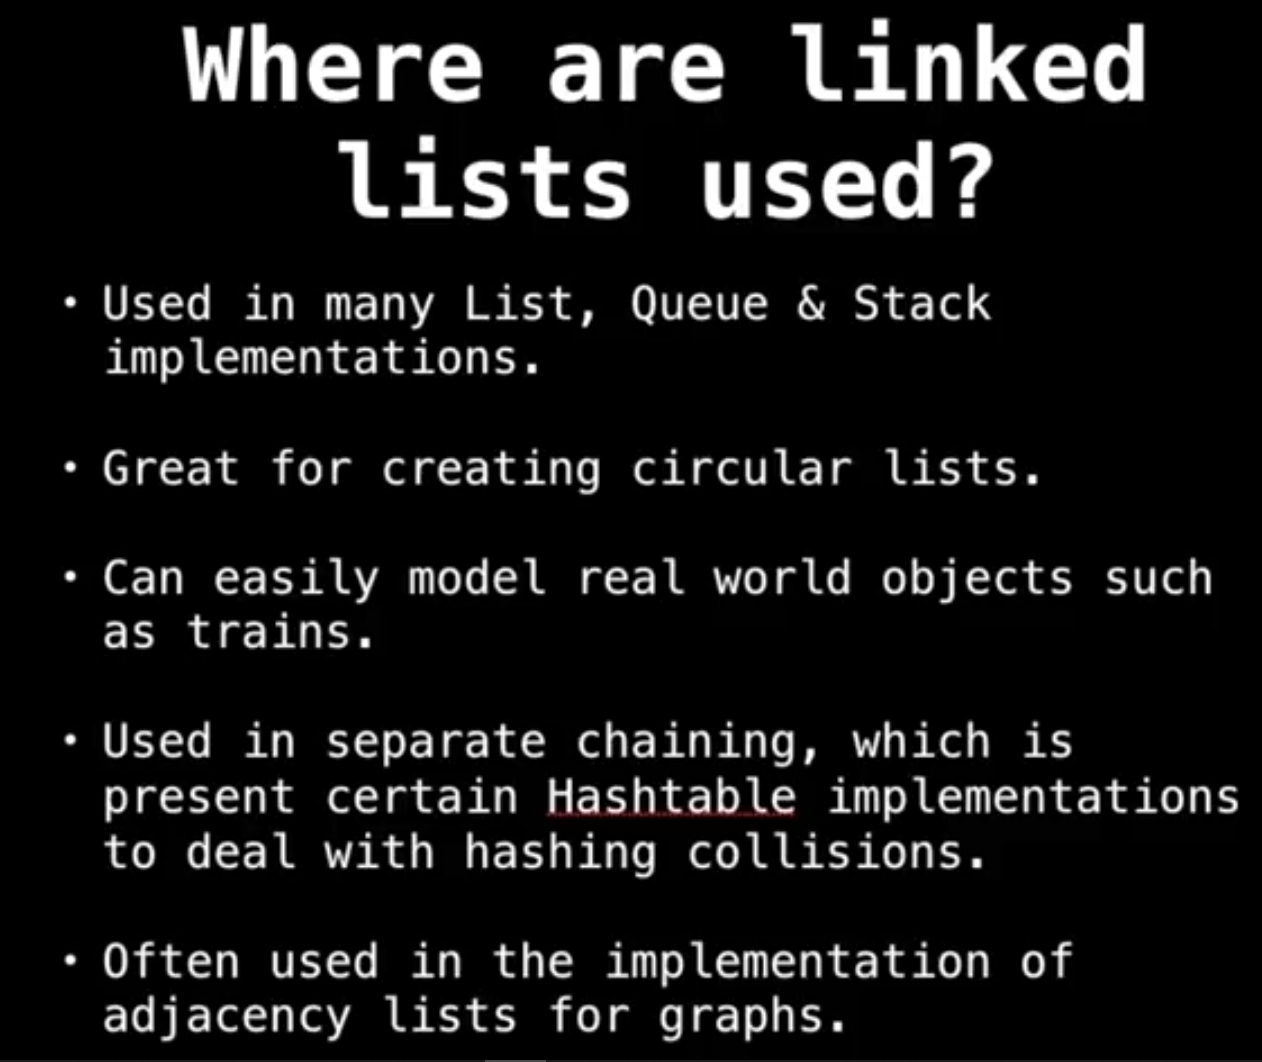 Where are linked
lists used?
• Used in many List, Queue & Stack
implementations.
• Great for creating circular lists.
• Can easily model real world objects such
as trains.
• Used in separate chaining, which is
present certain Hashtable implementations
to deal with hashing collisions.
• Often used in the implementation of
adjacency lists for graphs.